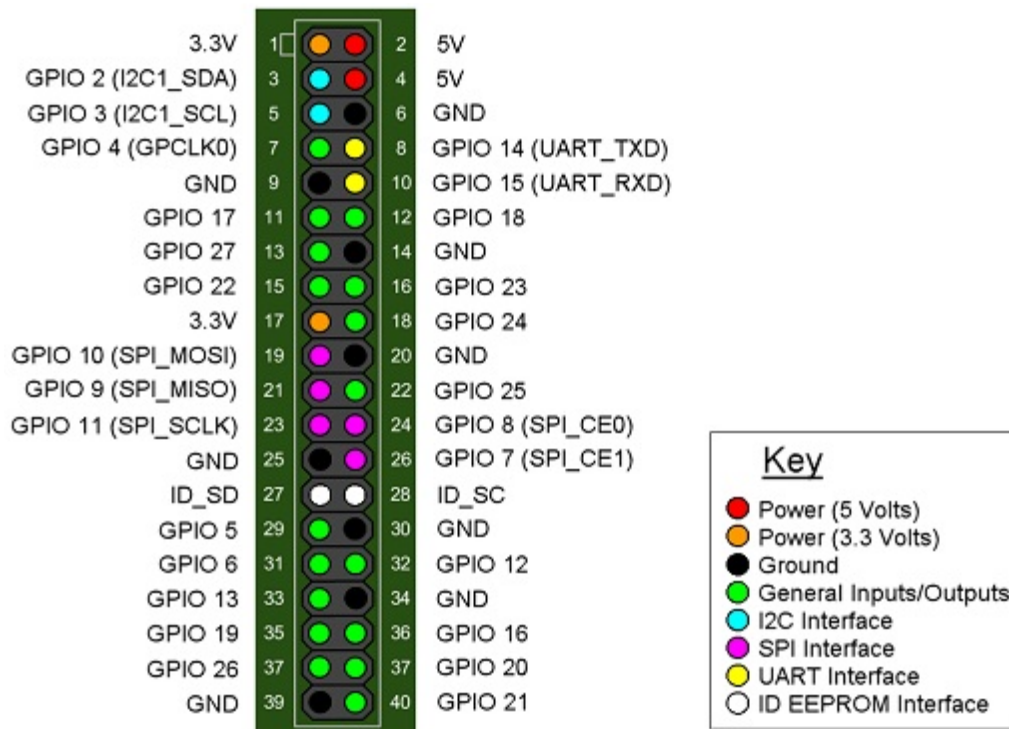 3.3V 1 2 5V
GPIO 2 (I2C1_SDA) 3 4 5V
GPIO 3 (I2C1_SCL) 5 6 GND
GPIO 4 (GPCLK0) 7 8 GPIO 14 (UART_TXD)
GND 9 10 GPIO 15 (UART_RXD)
GPIO 17 11 12 GPIO 18
GPIO 27 13 14 GND
GPIO 22 15 16 GPIO 23
3.3V 17 18 GPIO 24
GPIO 10 (SPI_MOSI) 19 20 GND
GPIO 9 (SPI_MISO) 21 22 GPIO 25
GPIO 11 (SPI_SCLK) 23 24 GPIO 8 (SPI_CE0)
GND 25 26 GPIO 7 (SPI_CE1)
ID_SD 27 28 ID_SC
GPIO 5 29 30 GND
GPIO 6 31 32 GPIO 12
GPIO 13 33 34 GND
GPIO 19 35 36 GPIO 16
GPIO 26 37 37 GPIO 20
GND 39 40 GPIO 21
Key
Power (5 Volts)
Power (3.3 Volts)
Ground
General Inputs/Outputs
I2C Interface
SPI Interface
UART Interface
ID EEPROM Interface